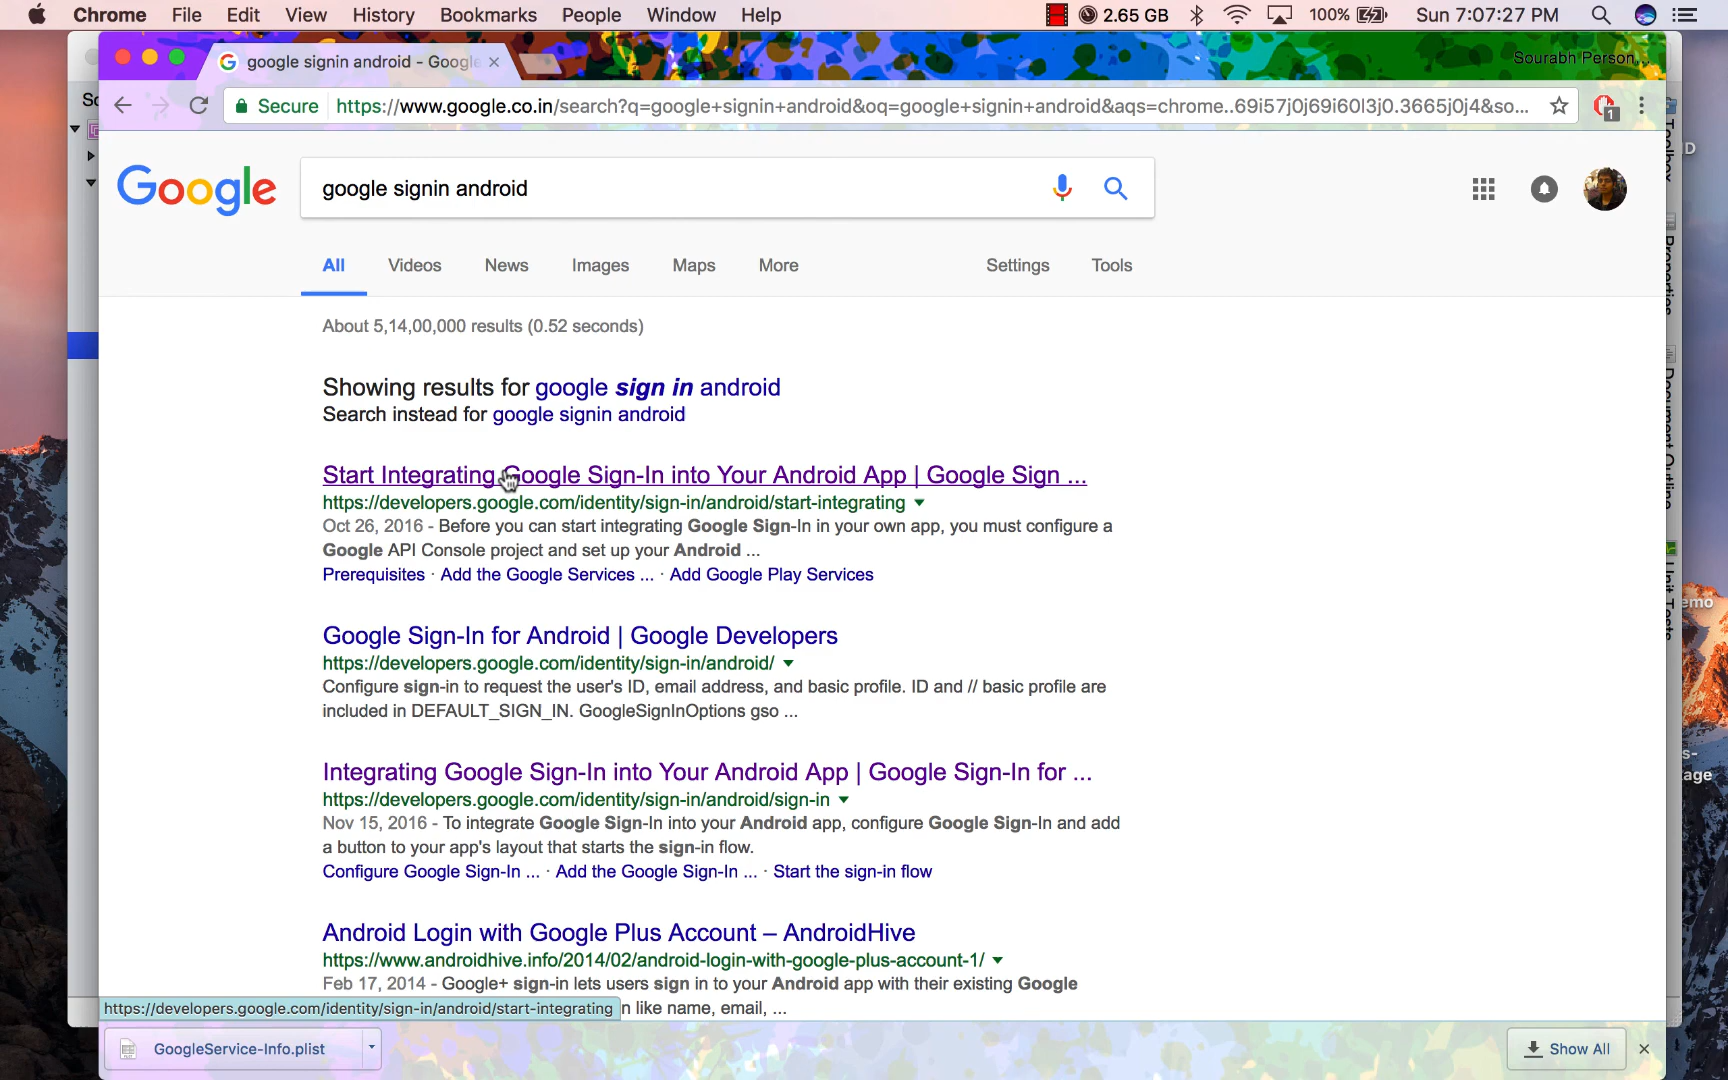 Chrome File Edit View History Bookmarks People Window Help 2.65 GB 100% Sun 7:07:27 PM
google signin android - Google
Sourabh Person...
Secure https://www.google.co.in/search?q=google+signin+android&oq=google+signin+android&aqs=chrome..69i57j0j69i60l3j0.3665j0j4&so...
1
Google google signin android
All Videos News Images Maps More Settings Tools
About 5,14,00,000 results (0.52 seconds)
Showing results for google sign in android
Search instead for google signin android
Start Integrating Google Sign-In into Your Android App | Google Sign ...
https://developers.google.com/identity/sign-in/android/start-integrating
Oct 26, 2016 - Before you can start integrating Google Sign-In in your own app, you must configure a
Google API Console project and set up your Android ...
Prerequisites · Add the Google Services ... · Add Google Play Services
Google Sign-In for Android | Google Developers
https://developers.google.com/identity/sign-in/android/
Configure sign-in to request the user's ID, email address, and basic profile. ID and // basic profile are
included in DEFAULT_SIGN_IN. GoogleSignInOptions gso ...
Integrating Google Sign-In into Your Android App | Google Sign-In for ...
https://developers.google.com/identity/sign-in/android/sign-in
Nov 15, 2016 - To integrate Google Sign-In into your Android app, configure Google Sign-In and add
a button to your app's layout that starts the sign-in flow.
Configure Google Sign-In ... · Add the Google Sign-In ... · Start the sign-in flow
Android Login with Google Plus Account – AndroidHive
https://www.androidhive.info/2014/02/android-login-with-google-plus-account-1/
Feb 17, 2014 - Google+ sign-in lets users sign in to your Android app with their existing Google
https://developers.google.com/identity/sign-in/android/start-integrating n like name, email, ...
GoogleService-Info.plist
Show All
Unit Tests